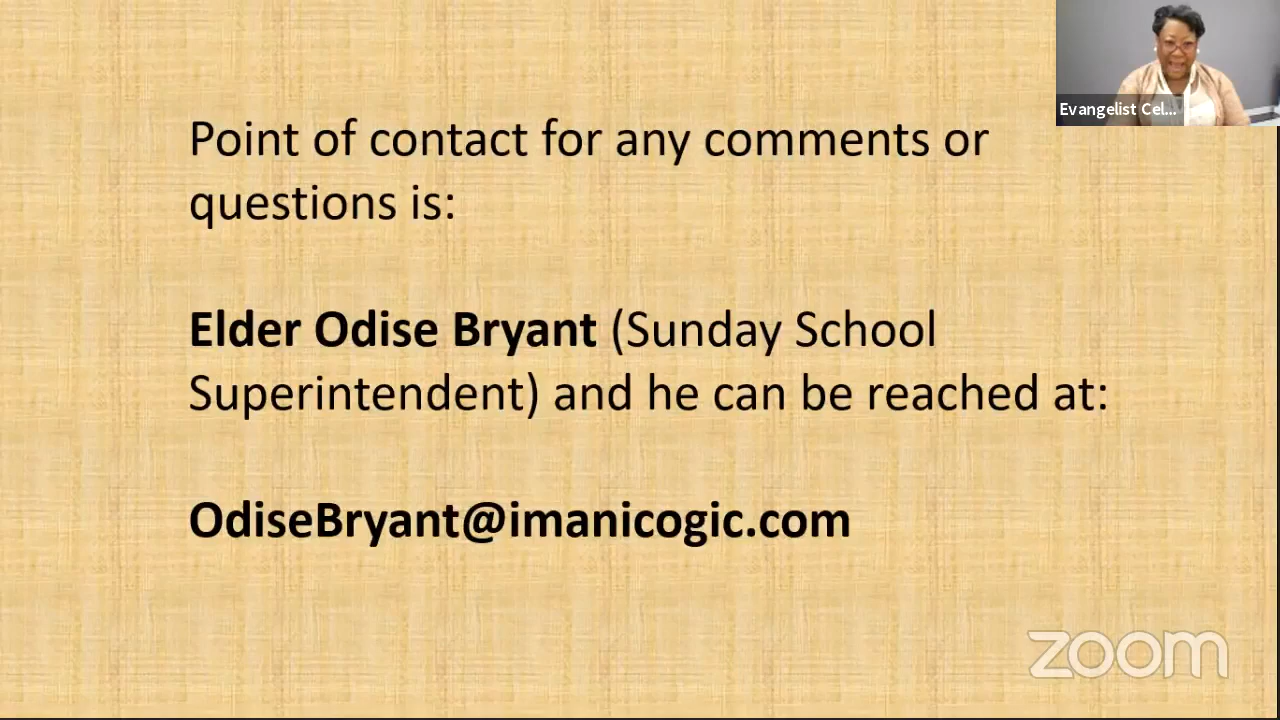 Evangelist Cel...
Point of contact for any comments or
questions is:
Elder Odise Bryant (Sunday School
Superintendent) and he can be reached at:
OdiseBryant@imanicogic.com
zoom